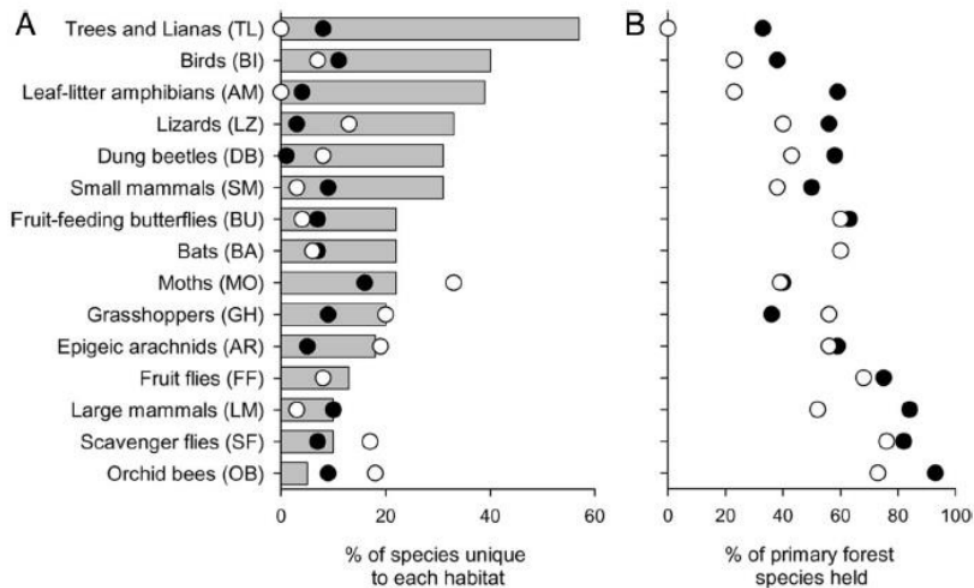 A
B
Trees and Lianas (TL)
Birds (BI)
Leaf-litter amphibians (AM)
Lizards (LZ)
Dung beetles (DB)
Small mammals (SM)
Fruit-feeding butterflies (BU)
Bats (BA)
Moths (MO)
Grasshoppers (GH)
Epigeic arachnids (AR)
Fruit flies (FF)
Large mammals (LM)
Scavenger flies (SF)
Orchid bees (OB)
0 20 40 60
0 20 40 60 80 100
% of species unique
to each habitat
% of primary forest
species held